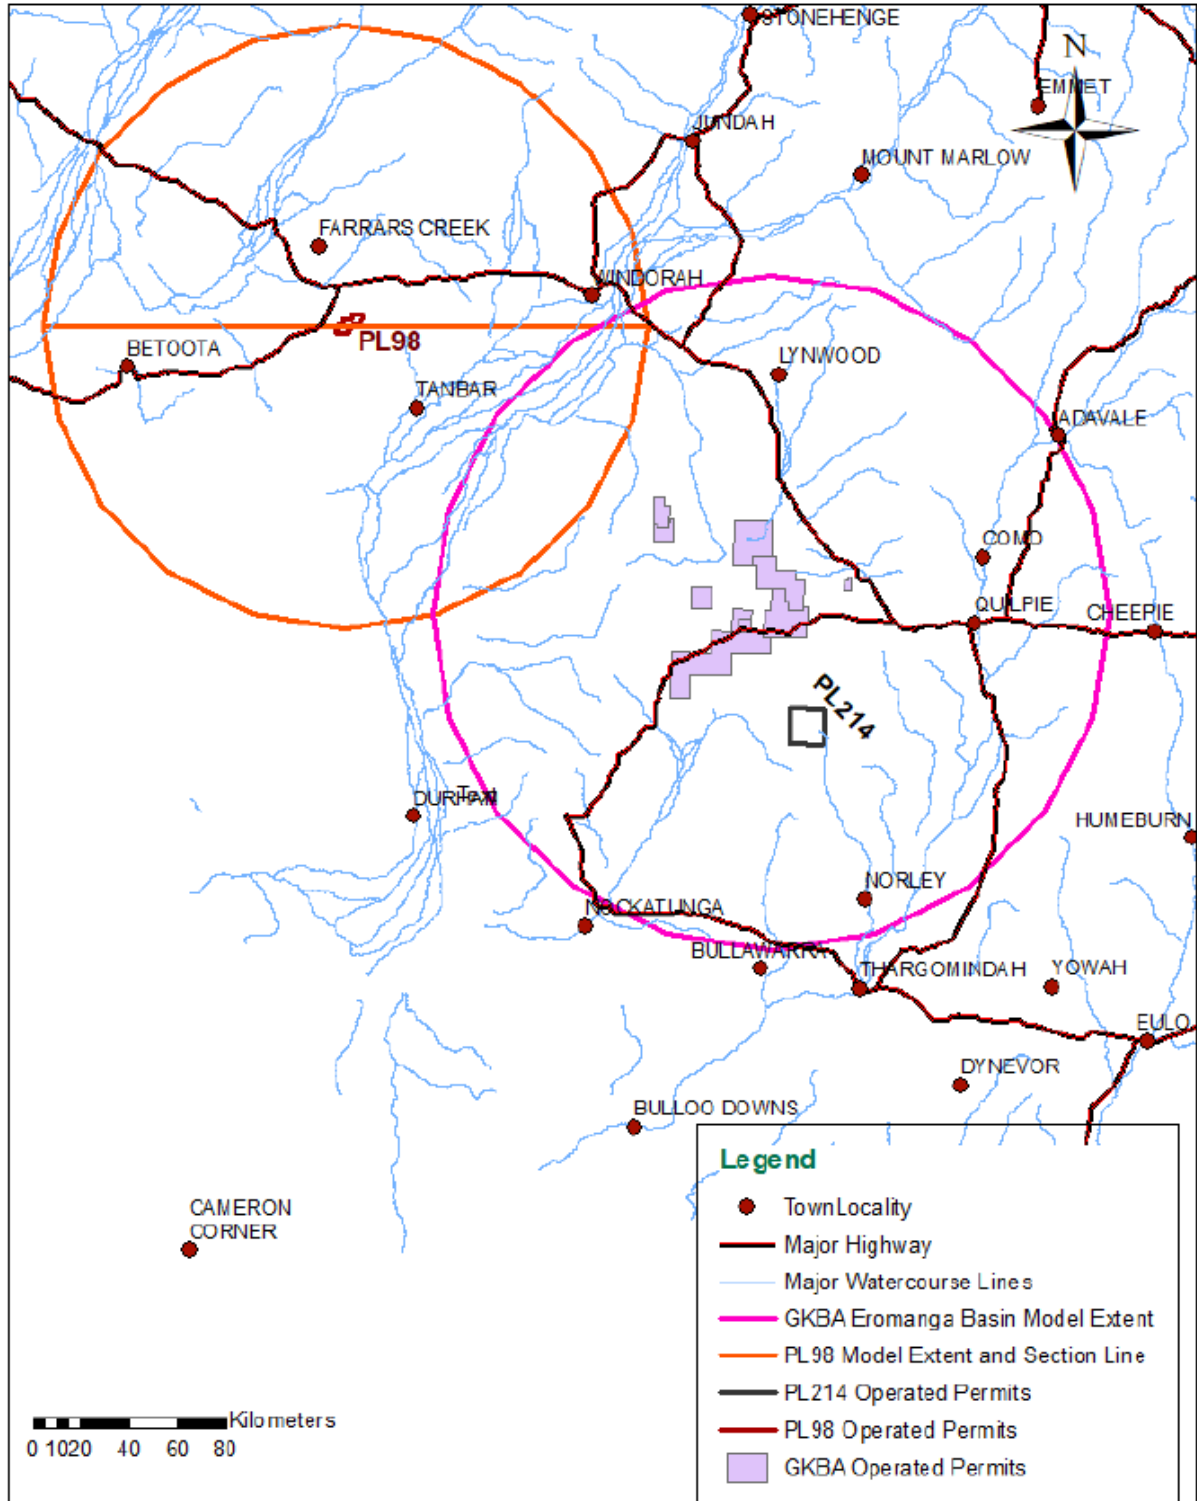 STONEHENGE
N
EMMET
JUNDAH
MOUNT MARLOW
FARRARS CREEK
WINDORAH
PL98
BETOOTA
LYNWOOD
TANBAR
ADAVALE
COMO
QUILPIE
CHEEPIE
PL214
DURHAM
Text
HUMEBURN
NORLEY
NOCKATUNGA
BULLAWARRA
THARGOMINDAH
YOWAH
EULO
DYNEVOR
BULLOO DOWNS
CAMERON
CORNER
Legend
Town Locality
Major Highway
Major Watercourse Lines
GKBA Eromanga Basin Model Extent
PL98 Model Extent and Section Line
PL214 Operated Permits
PL98 Operated Permits
GKBA Operated Permits
Kilometers
0 1020 40 60 80